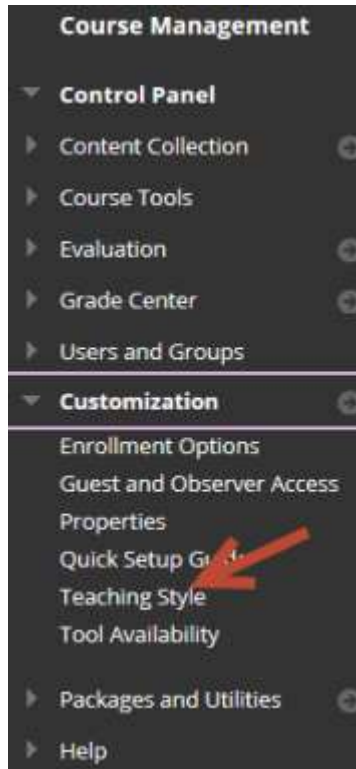 Course Management
Control Panel
Content Collection
Course Tools
Evaluation
Grade Center
Users and Groups
Customization
Enrollment Options
Guest and Observer Access
Properties
Quick Setup
Teaching Style
Tool Availability
Packages and Utilities
Help